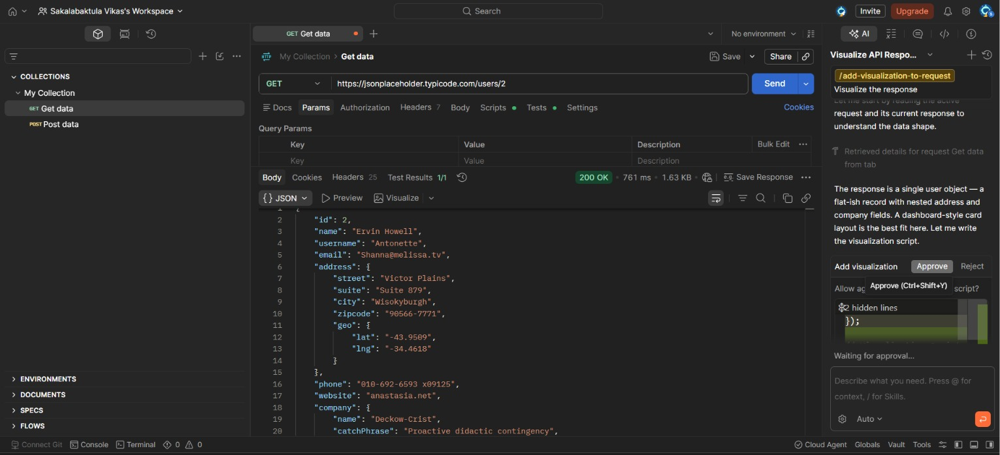 Sakalabaktula Vikas's Workspace
Search
Invite
Upgrade
GET Get data
No environment
My Collection > Get data
Save
Share
GET
https://jsonplaceholder.typicode.com/users/2
Send
Docs
Params
Authorization
Headers 7
Body
Scripts
Tests
Settings
Cookies
Query Params
Key
Value
Description
Bulk Edit
Key
Value
Description
COLLECTIONS
My Collection
GET Get data
POST Post data
ENVIRONMENTS
DOCUMENTS
SPECS
FLOWS
Body
Cookies
Headers 25
Test Results 1/1
200 OK
761 ms
1.63 KB
e.g. Save Response
{} JSON
Preview
Visualize
1 {
2 "id": 2,
3 "name": "Ervin Howell",
4 "username": "Antonette",
5 "email": "Shanna@melissa.tv",
6 "address": {
7 "street": "Victor Plains",
8 "suite": "Suite 879",
9 "city": "Wisokyburgh",
10 "zipcode": "90566-7771",
11 "geo": {
12 "lat": "-43.9509",
13 "lng": "-34.4618"
14 }
15 },
16 "phone": "010-692-6593 x09125",
17 "website": "anastasia.net",
18 "company": {
19 "name": "Deckow-Crist",
20 "catchPhrase": "Proactive didactic contingency",
AI
Visualize API Respo...
/add-visualization-to-request
Visualize the response
Let me start by reading the active
request and its current response to
understand the data shape.
Retrieved details for request Get data
from tab
The response is a single user object — a
flat-ish record with nested address and
company fields. A dashboard-style card
layout is the best fit here. Let me write
the visualization script.
Add visualization
Approve
Reject
Allow ag
Approve (Ctrl+Shift+Y)
script?
2 hidden lines
});
Waiting for approval...
Describe what you need. Press @ for
context, / for Skills.
Auto
Connect Git
Console
Terminal
0
0
Cloud Agent
Globals
Vault
Tools